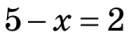 5 − x = 2